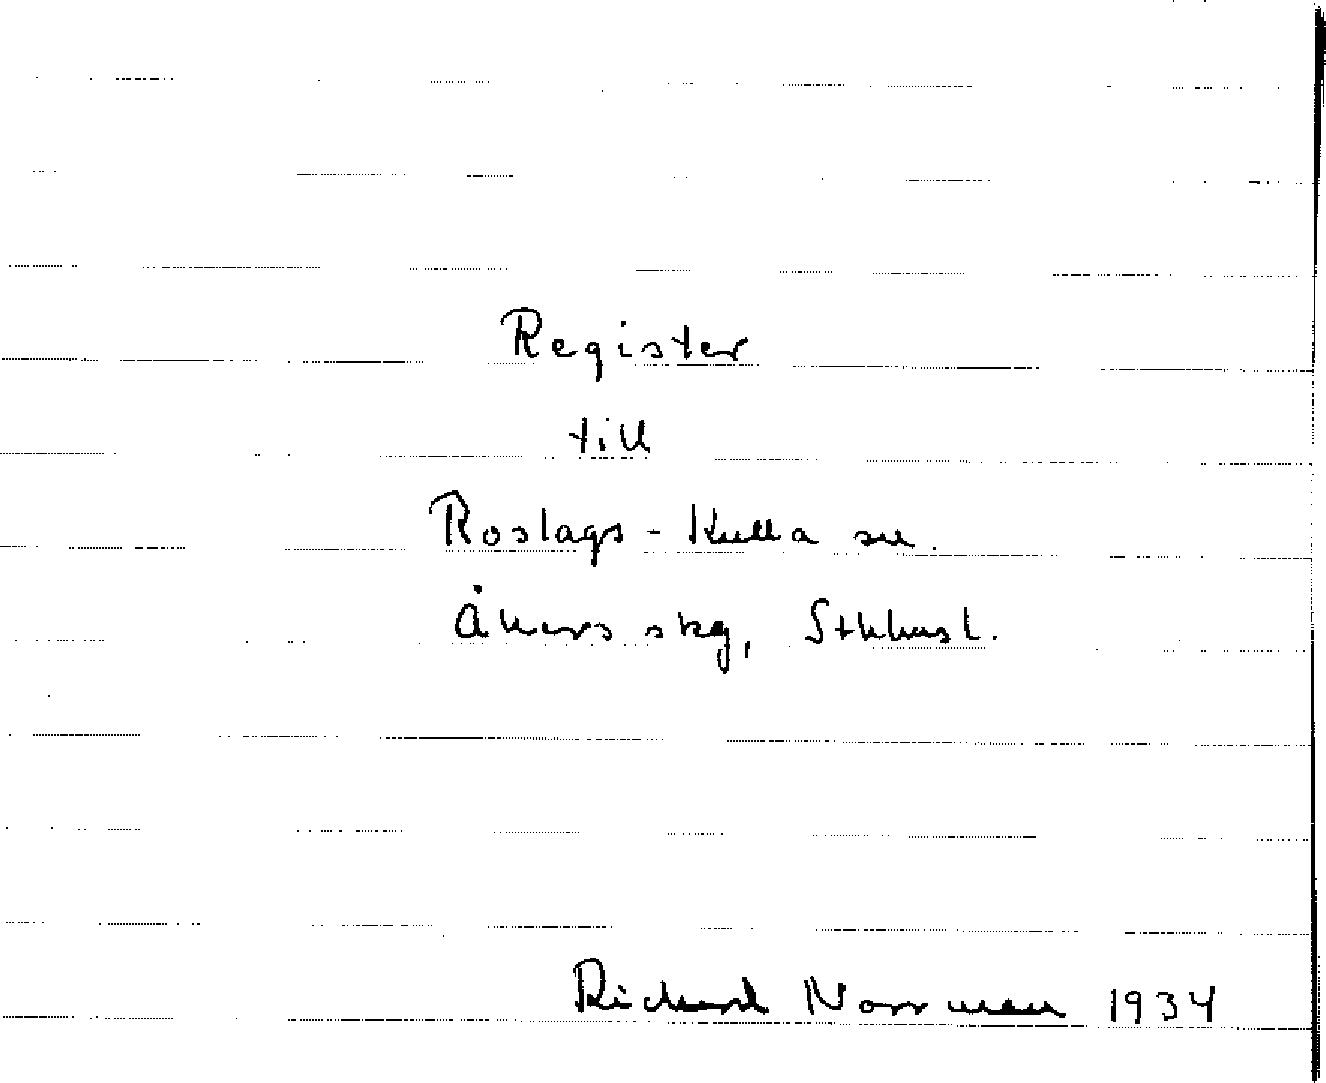 Register
till
Roslags-Kulla sn.
Åkers skg, Sthlmsl.
Richard Norrman 1934